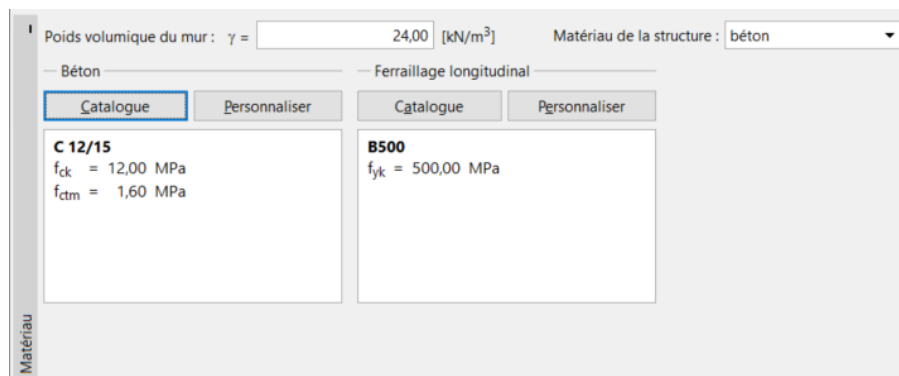 Poids volumique du mur : γ = 24,00 [kN/m³] Matériau de la structure : béton
Béton
Catalogue Personnaliser
C 12/15
fck = 12,00 MPa
fctm = 1,60 MPa
Ferraillage longitudinal
Catalogue Personnaliser
B500
fyk = 500,00 MPa
Matériau